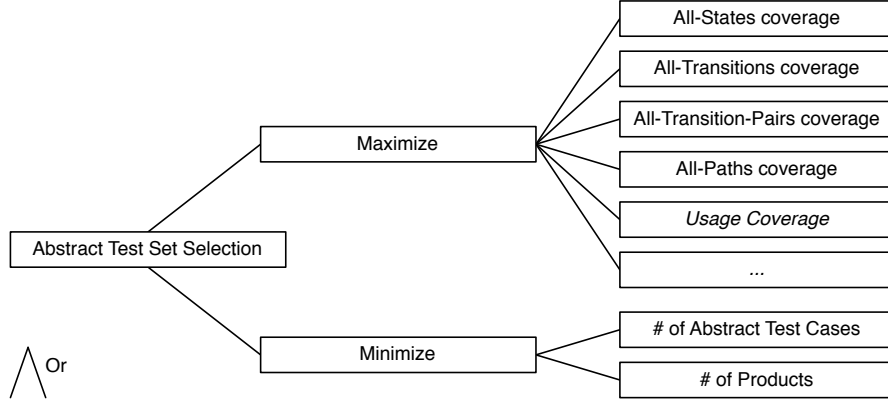 All-States coverage
All-Transitions coverage
All-Transition-Pairs coverage
Maximize
All-Paths coverage
Usage Coverage
Abstract Test Set Selection
...
# of Abstract Test Cases
Minimize
Or
# of Products